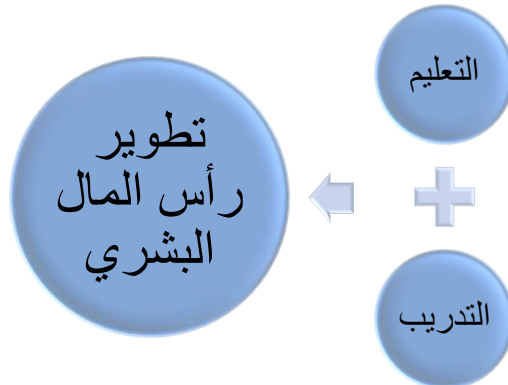 التعليم
التدريب
تطوير
رأس المال
البشري